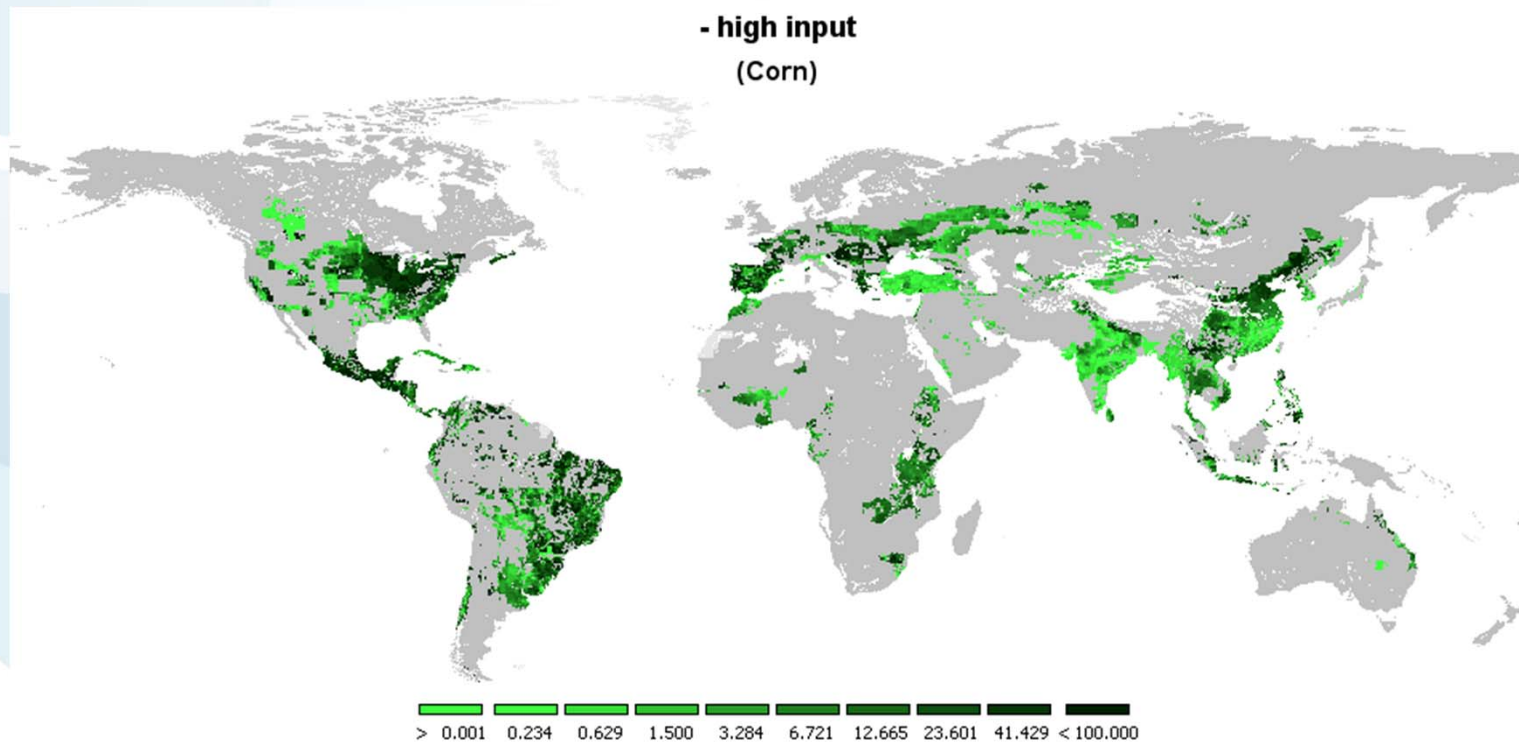 - high input
(Corn)
> 0.001 0.234 0.629 1.500 3.284 6.721 12.665 23.601 41.429 < 100.000